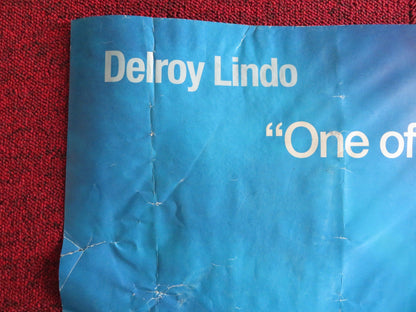 Delroy Lindo
“One of